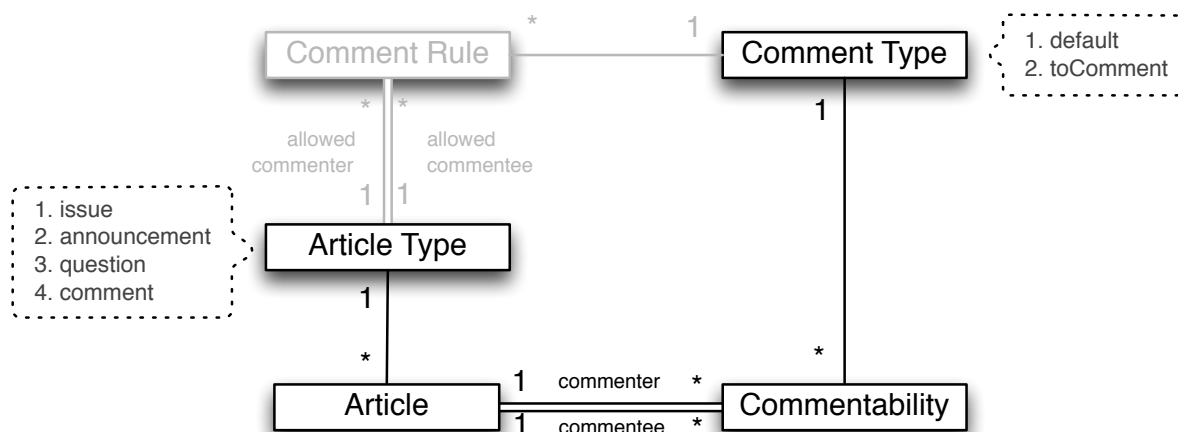 *
1
Comment Rule
Comment Type
1. default
2. toComment
* *
1
allowed
commenter
allowed
commentee
1 1
1. issue
2. announcement
3. question
4. comment
Article Type
1
*
*
1 commenter *
Article
Commentability
1 commentee *